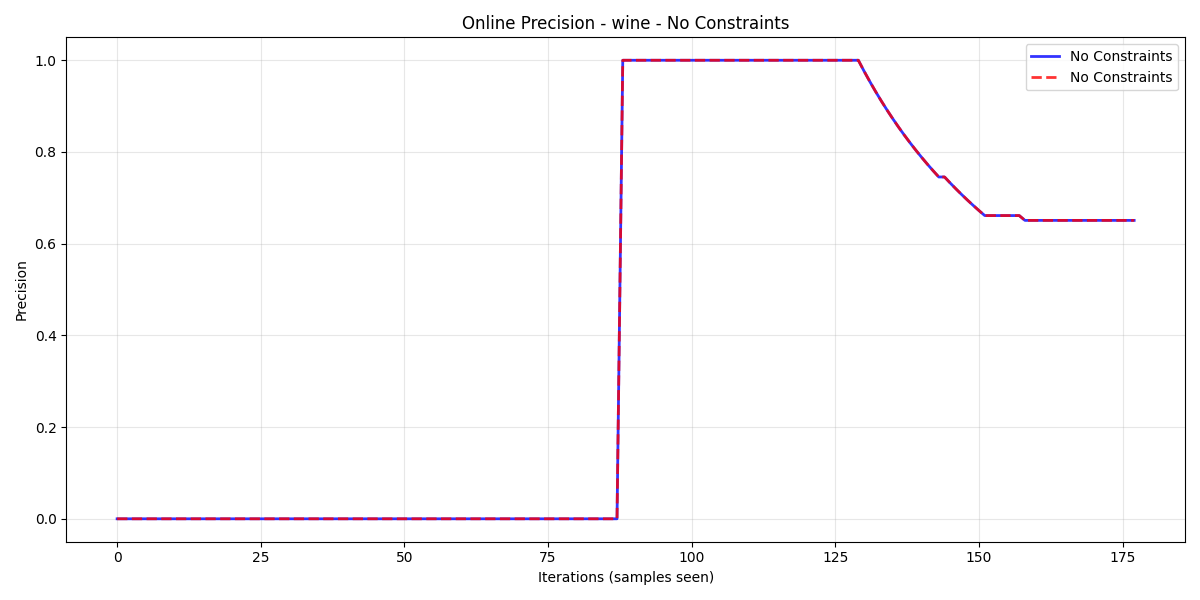 Online Precision - wine - No Constraints
No Constraints
No Constraints
Precision
1.0
0.8
0.6
0.4
0.2
0.0
0 25 50 75 100 125 150 175
Iterations (samples seen)